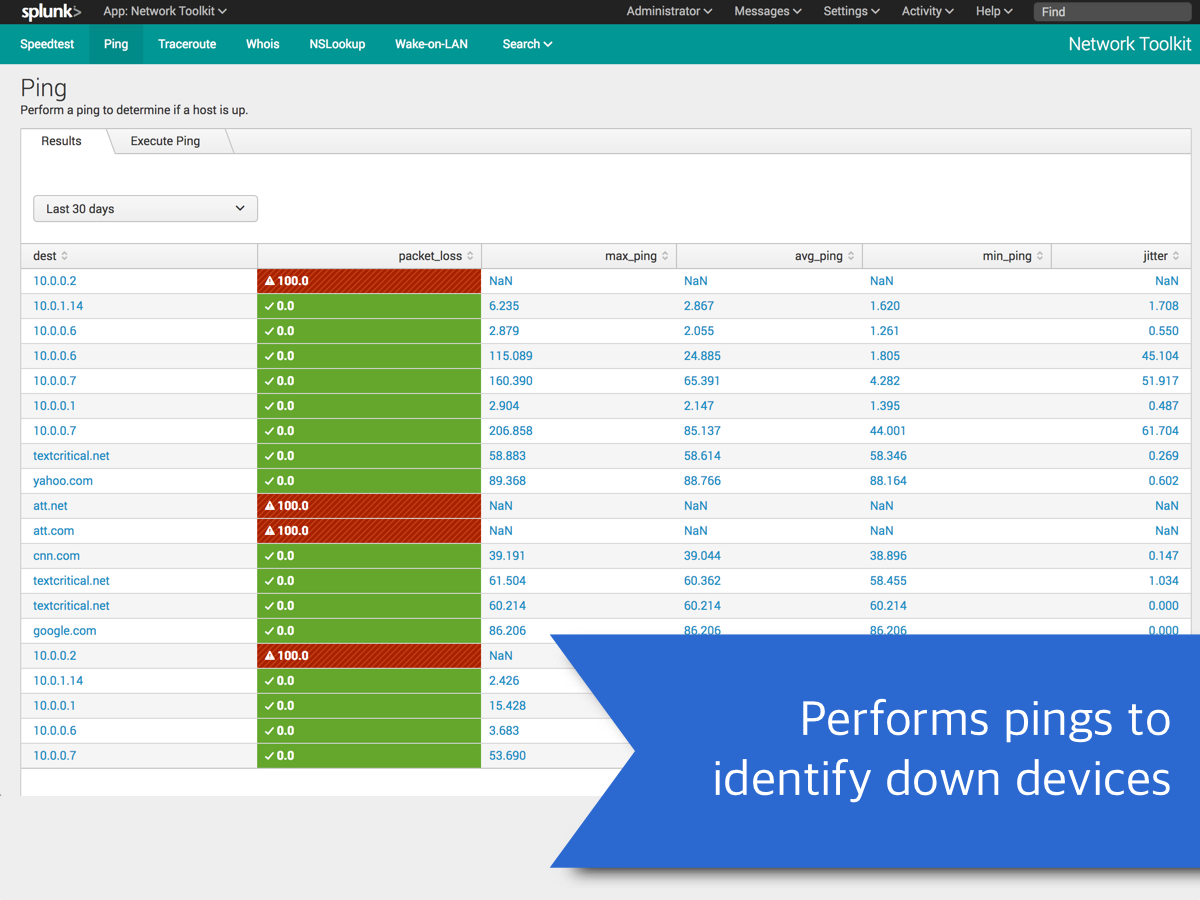 splunk> App: Network Toolkit Administrator Messages Settings Activity Help Find
Speedtest Ping Traceroute Whois NSLookup Wake-on-LAN Search Network Toolkit
Ping
Perform a ping to determine if a host is up.
Results Execute Ping
Last 30 days
dest packet_loss max_ping avg_ping min_ping jitter
10.0.0.2 100.0 NaN NaN NaN NaN
10.0.1.14 0.0 6.235 2.867 1.620 1.708
10.0.0.6 0.0 2.879 2.055 1.261 0.550
10.0.0.6 0.0 115.089 24.885 1.805 45.104
10.0.0.7 0.0 160.390 65.391 4.282 51.917
10.0.0.1 0.0 2.904 2.147 1.395 0.487
10.0.0.7 0.0 206.858 85.137 44.001 61.704
textcritical.net 0.0 58.883 58.614 58.346 0.269
yahoo.com 0.0 89.368 88.766 88.164 0.602
att.net 100.0 NaN NaN NaN NaN
att.com 100.0 NaN NaN NaN NaN
cnn.com 0.0 39.191 39.044 38.896 0.147
textcritical.net 0.0 61.504 60.362 58.455 1.034
textcritical.net 0.0 60.214 60.214 60.214 0.000
google.com 0.0 86.206 86.206 86.206 0.000
10.0.0.2 100.0 NaN
10.0.1.14 0.0 2.426
10.0.0.1 0.0 15.428
10.0.0.6 0.0 3.683
10.0.0.7 0.0 53.690
Performs pings to
identify down devices